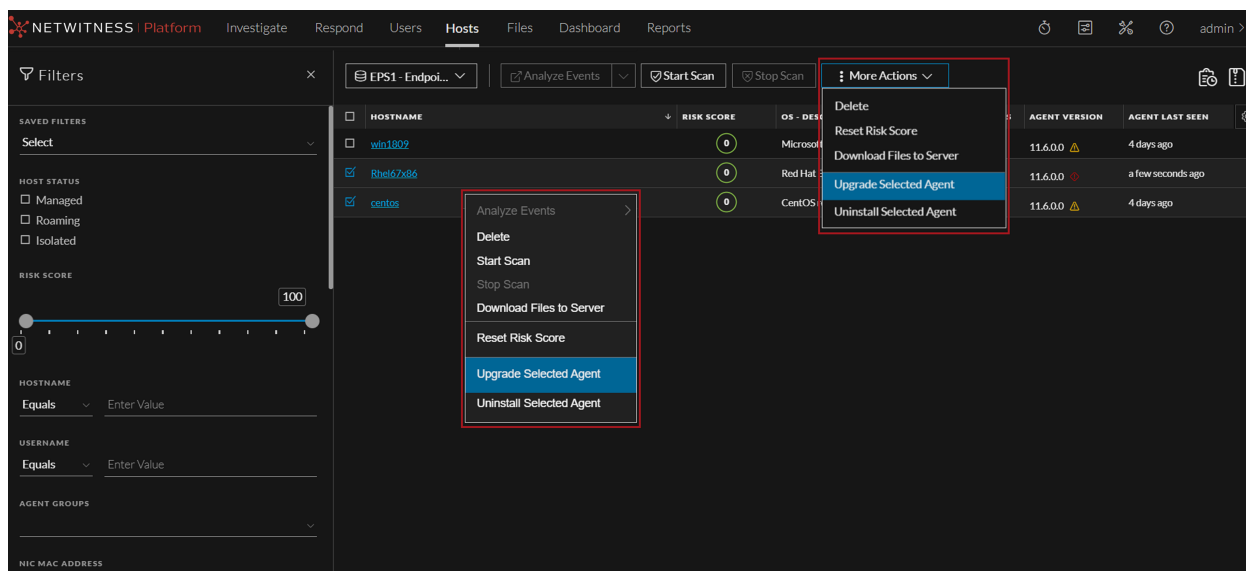 NETWITNESS Platform Investigate Respond Users Hosts Files Dashboard Reports admin
Filters
EPS1 - Endpoi... Analyze Events Start Scan Stop Scan More Actions
SAVED FILTERS
Select
HOST STATUS
Managed
Roaming
Isolated
RISK SCORE
100
0
HOSTNAME
Equals Enter Value
USERNAME
Equals Enter Value
AGENT GROUPS
NIC MAC ADDRESS
HOSTNAME RISK SCORE AGENT VERSION AGENT LAST SEEN
win1809 0 11.6.0.0 4 days ago
Rhel67x86 0 Red Hat 11.6.0.0 a few seconds ago
centos 0 CentOS 11.6.0.0 4 days ago
Analyze Events
Delete
Start Scan
Stop Scan
Download Files to Server
Reset Risk Score
Upgrade Selected Agent
Uninstall Selected Agent
Delete
Reset Risk Score
Download Files to Server
Upgrade Selected Agent
Uninstall Selected Agent